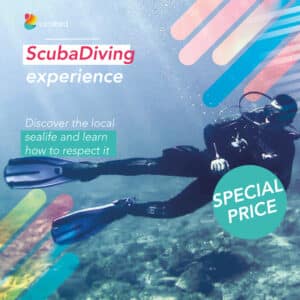 ScubaDiving
experience
Discover the local
sealife and learn
how to respect it
SPECIAL
PRICE